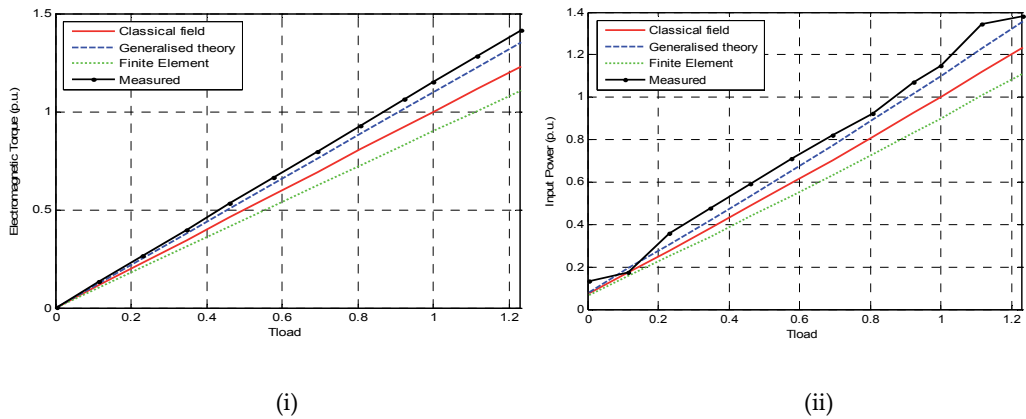 1.5
1
0.5
0
Electromagnetic Torque (p.u.)
Classical field
Generalised theory
Finite Element
Measured
0 0.2 0.4 0.6 0.8 1 1.2
Tload
(i)
1.4
1.2
1
0.8
0.6
0.4
0.2
0
Input Power (p.u.)
Classical field
Generalised theory
Finite Element
Measured
0 0.2 0.4 0.6 0.8 1 1.2
Tload
(ii)